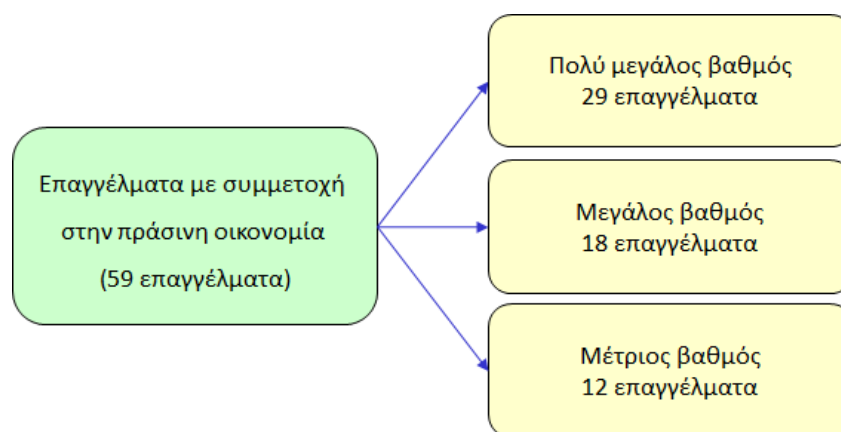 Επαγγέλματα με συμμετοχή
στην πράσινη οικονομία
(59 επαγγέλματα)
Πολύ μεγάλος βαθμός
29 επαγγέλματα
Μεγάλος βαθμός
18 επαγγέλματα
Μέτριος βαθμός
12 επαγγέλματα